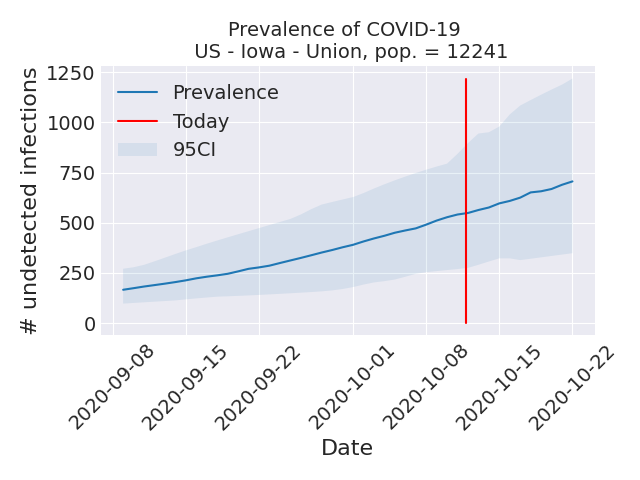 Prevalence of COVID-19
US - Iowa - Union, pop. = 12241
# undetected infections
1250
1000
750
500
250
0
Prevalence
Today
95CI
2020-09-08
2020-09-15
2020-09-22
2020-10-01
2020-10-08
2020-10-15
2020-10-22
Date